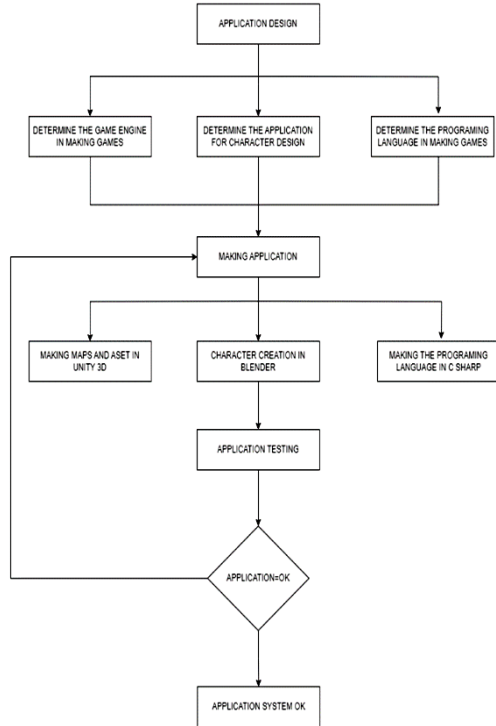 APPLICATION DESIGN
DETERMINE THE GAME ENGINE
IN MAKING GAMES
DETERMINE THE APPLICATION
FOR CHARACTER DESIGN
DETERMINE THE PROGRAMING
LANGUAGE IN MAKING GAMES
MAKING APPLICATION
MAKING MAPS AND ASET IN
UNITY 3D
CHARACTER CREATION IN
BLENDER
MAKING THE PROGRAMING
LANGUAGE IN C SHARP
APPLICATION TESTING
APPLICATION=OK
APPLICATION SYSTEM OK